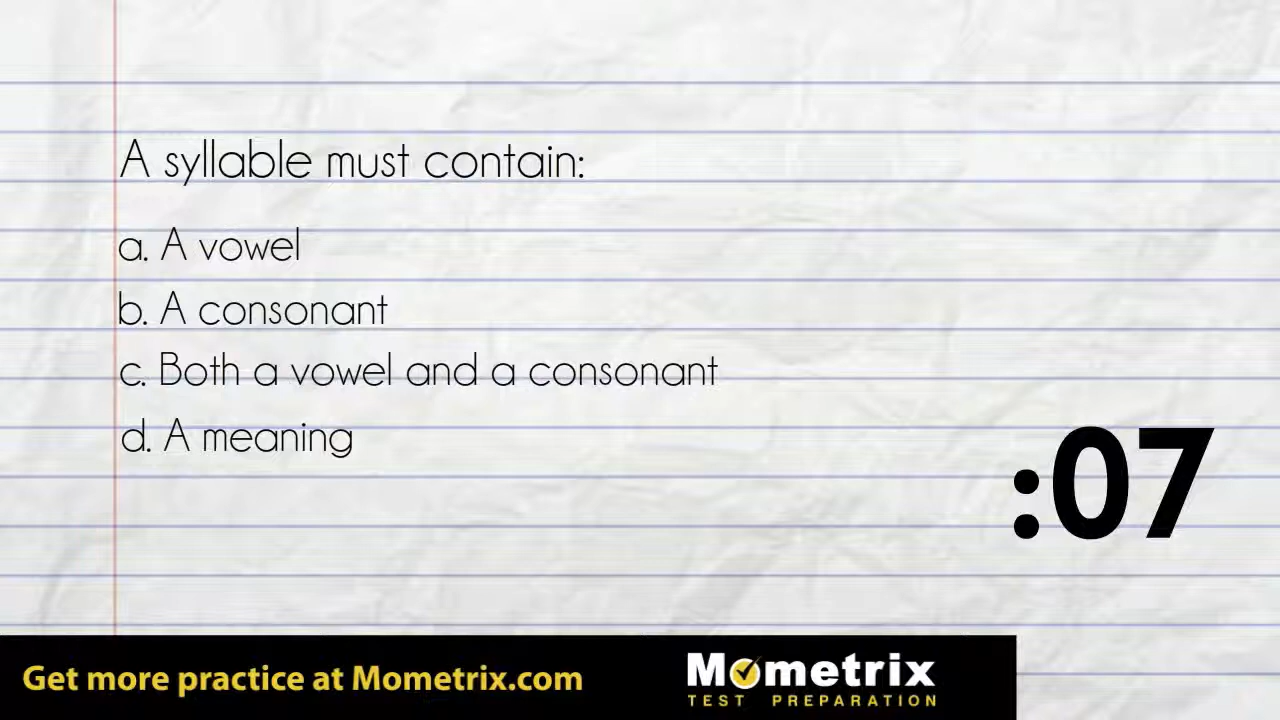 A syllable must contain:
a. A vowel
b. A consonant
c. Both a vowel and a consonant
d. A meaning
:07
Get more practice at Mometrix.com
Mometrix
TEST PREPARATION